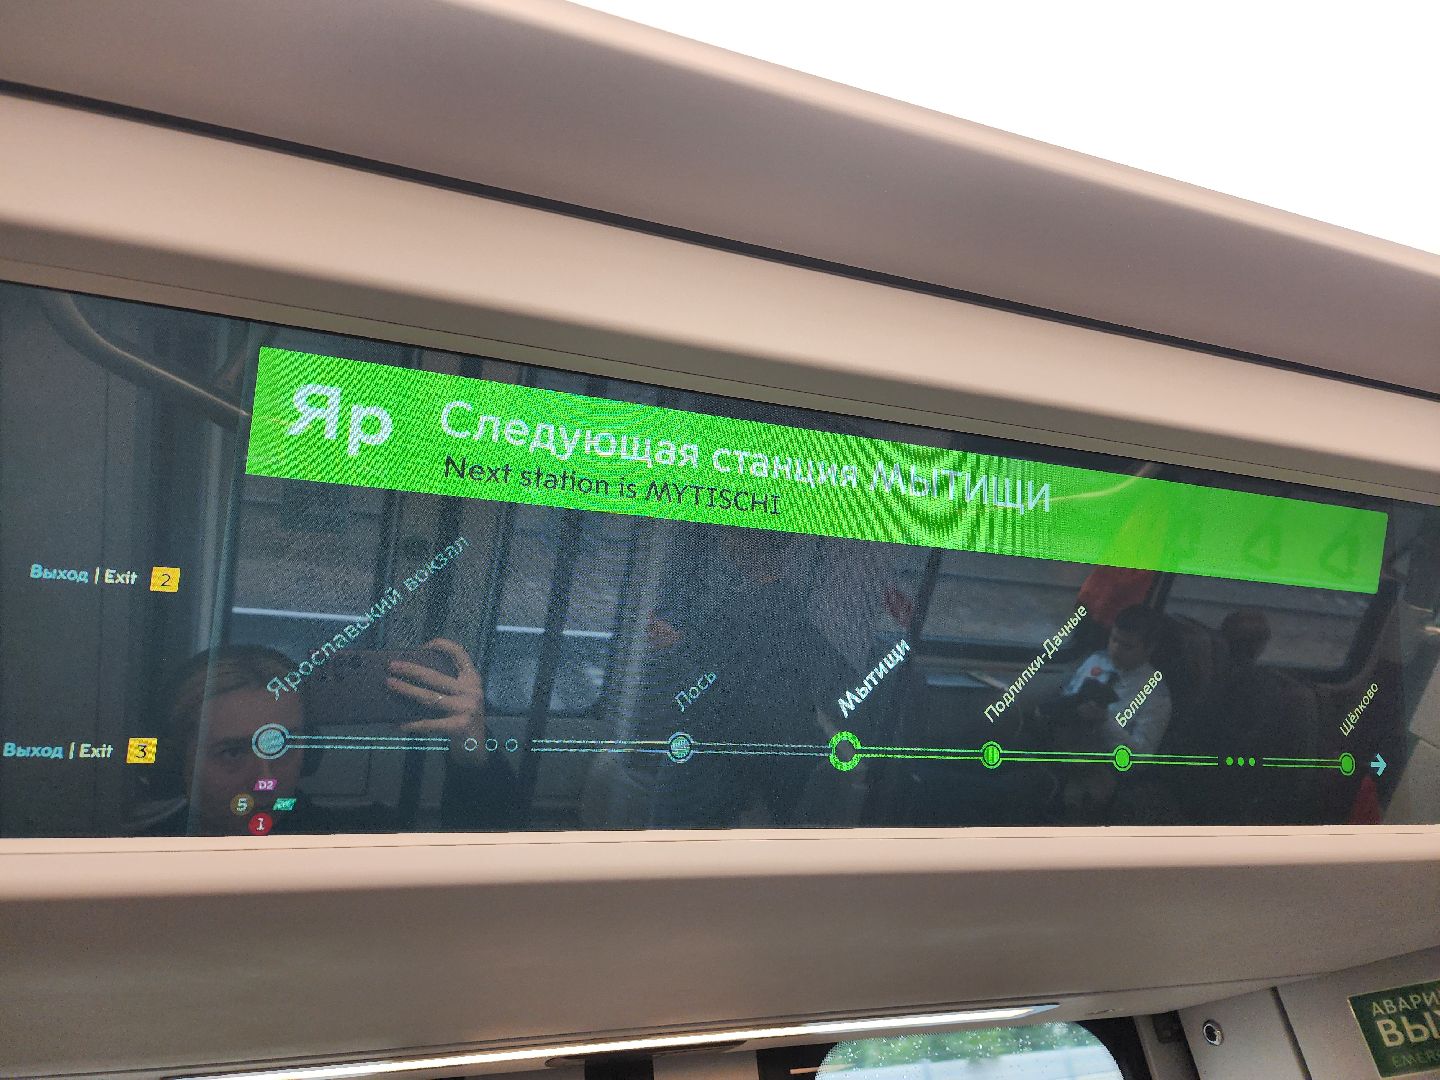 Яр
Следующая станция МЫТИЩИ
Next station is MYTISCHI
Выход | Exit 2
Выход | Exit 3
Ярославский вокзал
Лось
Мытищи
Подлипки-Дачные
Болшево
Щёлково
D2
5
1